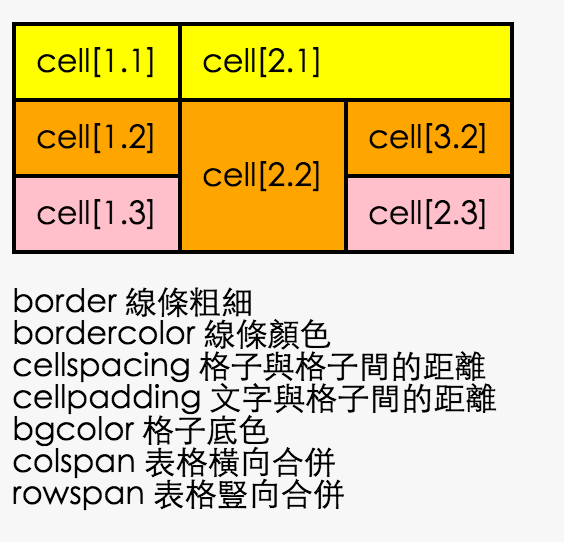 cell[1.1] cell[2.1]
cell[1.2] cell[2.2] cell[3.2]
cell[1.3] cell[2.3]
border 線條粗細
bordercolor 線條顏色
cellspacing 格子與格子間的距離
cellpadding 文字與格子間的距離
bgcolor 格子底色
colspan 表格橫向合併
rowspan 表格豎向合併